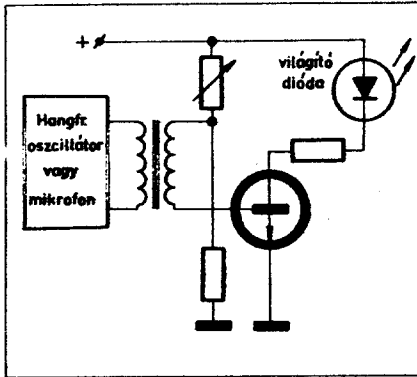 +
világító
dióda
Hangfr.
oszcillátor
vagy
mikrofon